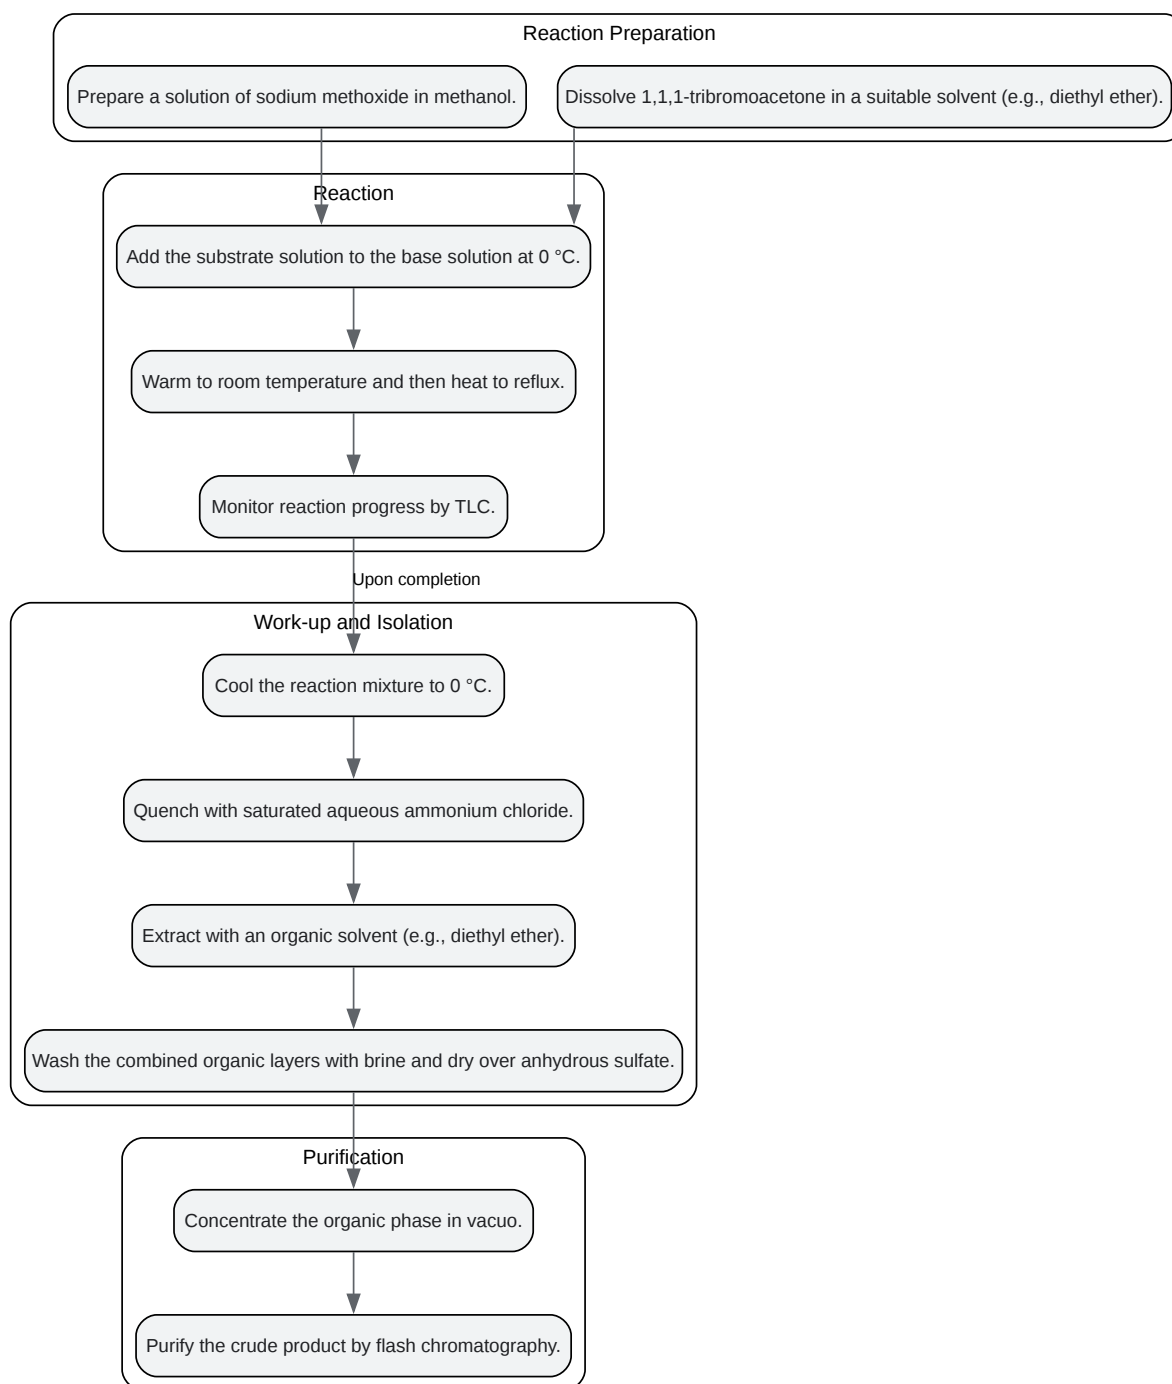 Reaction Preparation
Prepare a solution of sodium methoxide in methanol.
Dissolve 1,1,1-tribromoacetone in a suitable solvent (e.g., diethyl ether).
Reaction
Add the substrate solution to the base solution at 0 °C.
Warm to room temperature and then heat to reflux.
Monitor reaction progress by TLC.
Upon completion
Work-up and Isolation
Cool the reaction mixture to 0 °C.
Quench with saturated aqueous ammonium chloride.
Extract with an organic solvent (e.g., diethyl ether).
Wash the combined organic layers with brine and dry over anhydrous sulfate.
Purification
Concentrate the organic phase in vacuo.
Purify the crude product by flash chromatography.